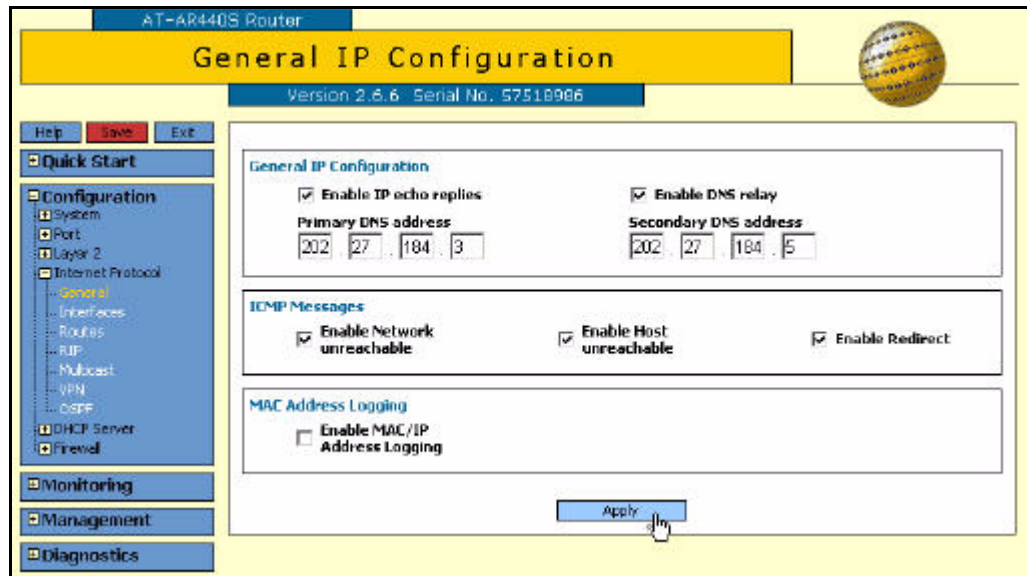 AT-AR440S Router
General IP Configuration
Version 2.6.6 Serial No. 57518986
Help Save Exit
Quick Start
Configuration
System
Port
Layer 2
Internet Protocol
General
Interfaces
Routes
RIP
Multicast
VPN
OSPF
DHCP Server
Firewall
Monitoring
Management
Diagnostics
General IP Configuration
Enable IP echo replies
Enable DNS relay
Primary DNS address
202 . 27 . 184 . 3
Secondary DNS address
202 . 27 . 184 . 5
ICMP Messages
Enable Network
unreachable
Enable Host
unreachable
Enable Redirect
MAC Address Logging
Enable MAC/IP
Address Logging
Apply